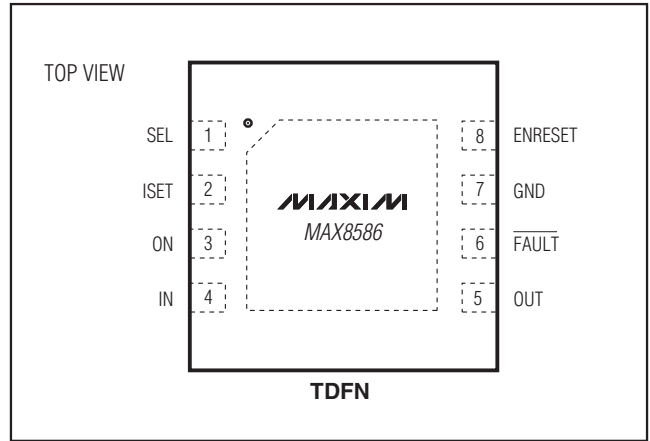 TOP VIEW
SEL 1
ISET 2
ON 3
IN 4
MAXIM
MAX8586
8 ENRESET
7 GND
6 FAULT
5 OUT
TDFN